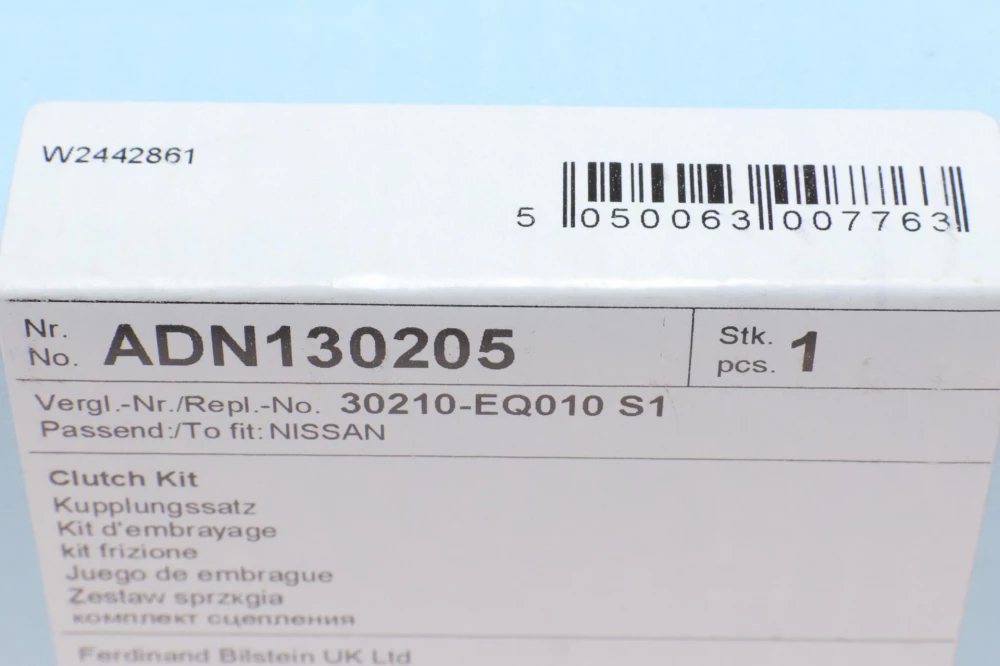 W2442861
5 050063 007763
Nr.
No. ADN130205
Stk.
pcs. 1
Vergl.-Nr./Repl.-No. 30210-EQ010 S1
Passend:/To fit: NISSAN
Clutch Kit
Kupplungssatz
Kit d'embrayage
kit frizione
Juego de embrague
Zestaw sprzкgia
комплект сцепления
Ferdinand Bilstein UK Ltd